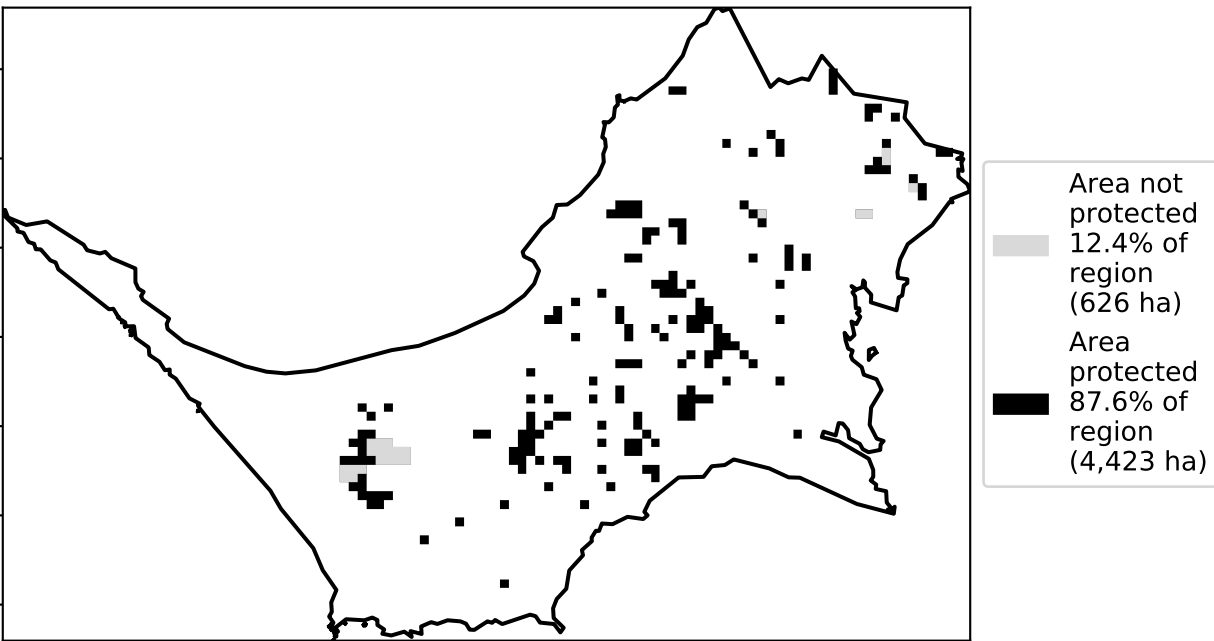 Area not
protected
12.4% of
region
(626 ha)
Area
protected
87.6% of
region
(4,423 ha)